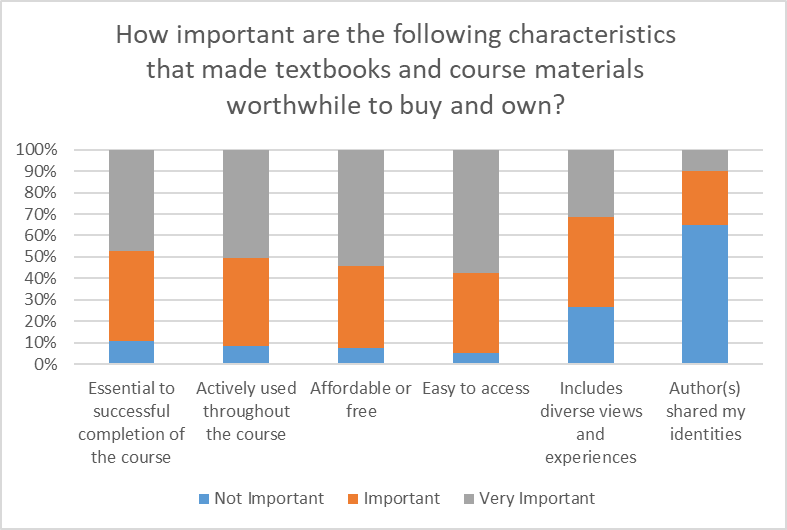 How important are the following characteristics
that made textbooks and course materials
worthwhile to buy and own?
100%
90%
80%
70%
60%
50%
40%
30%
20%
10%
0%
Essential to
successful
completion of
the course
Actively used
throughout
the course
Affordable or
free
Easy to access
Includes
diverse views
and
experiences
Author(s)
shared my
identities
Not Important
Important
Very Important